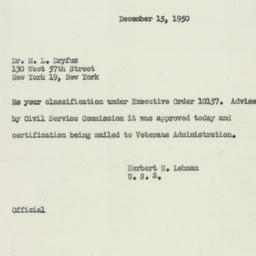 December 15, 1950
Dr. M. L. Dryfus
130 West 57th Street
New York 19, New York
Re your classification under Executive Order 10157. Advised
by Civil Service Commission it was approved today and
certification being mailed to Veterans Administration.
Herbert H. Lehman
U. S. S.
Official